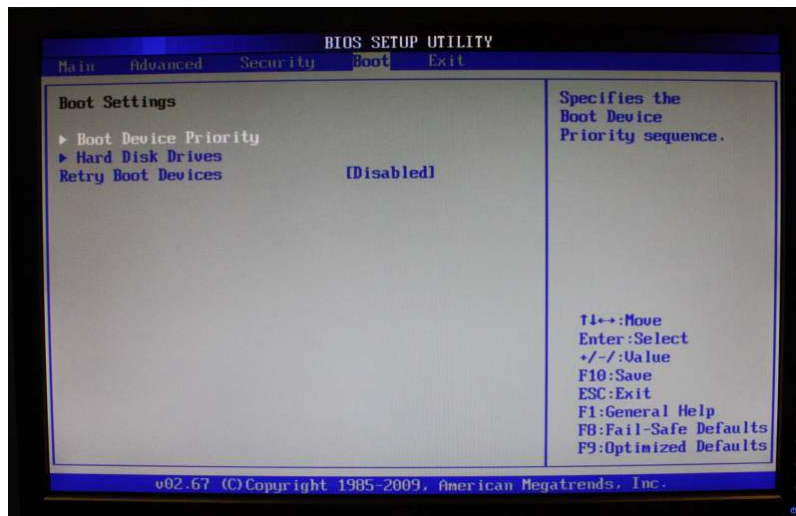 BIOS SETUP UTILITY
Main Advanced Security Boot Exit
Boot Settings
▶ Boot Device Priority
▶ Hard Disk Drives
Retry Boot Devices [Disabled]
Specifies the
Boot Device
Priority sequence.
↑↓←→:Move
Enter:Select
+/-/:Value
F10:Save
ESC:Exit
F1:General Help
F8:Fail-Safe Defaults
F9:Optimized Defaults
v02.67 (C)Copyright 1985-2009, American Megatrends, Inc.